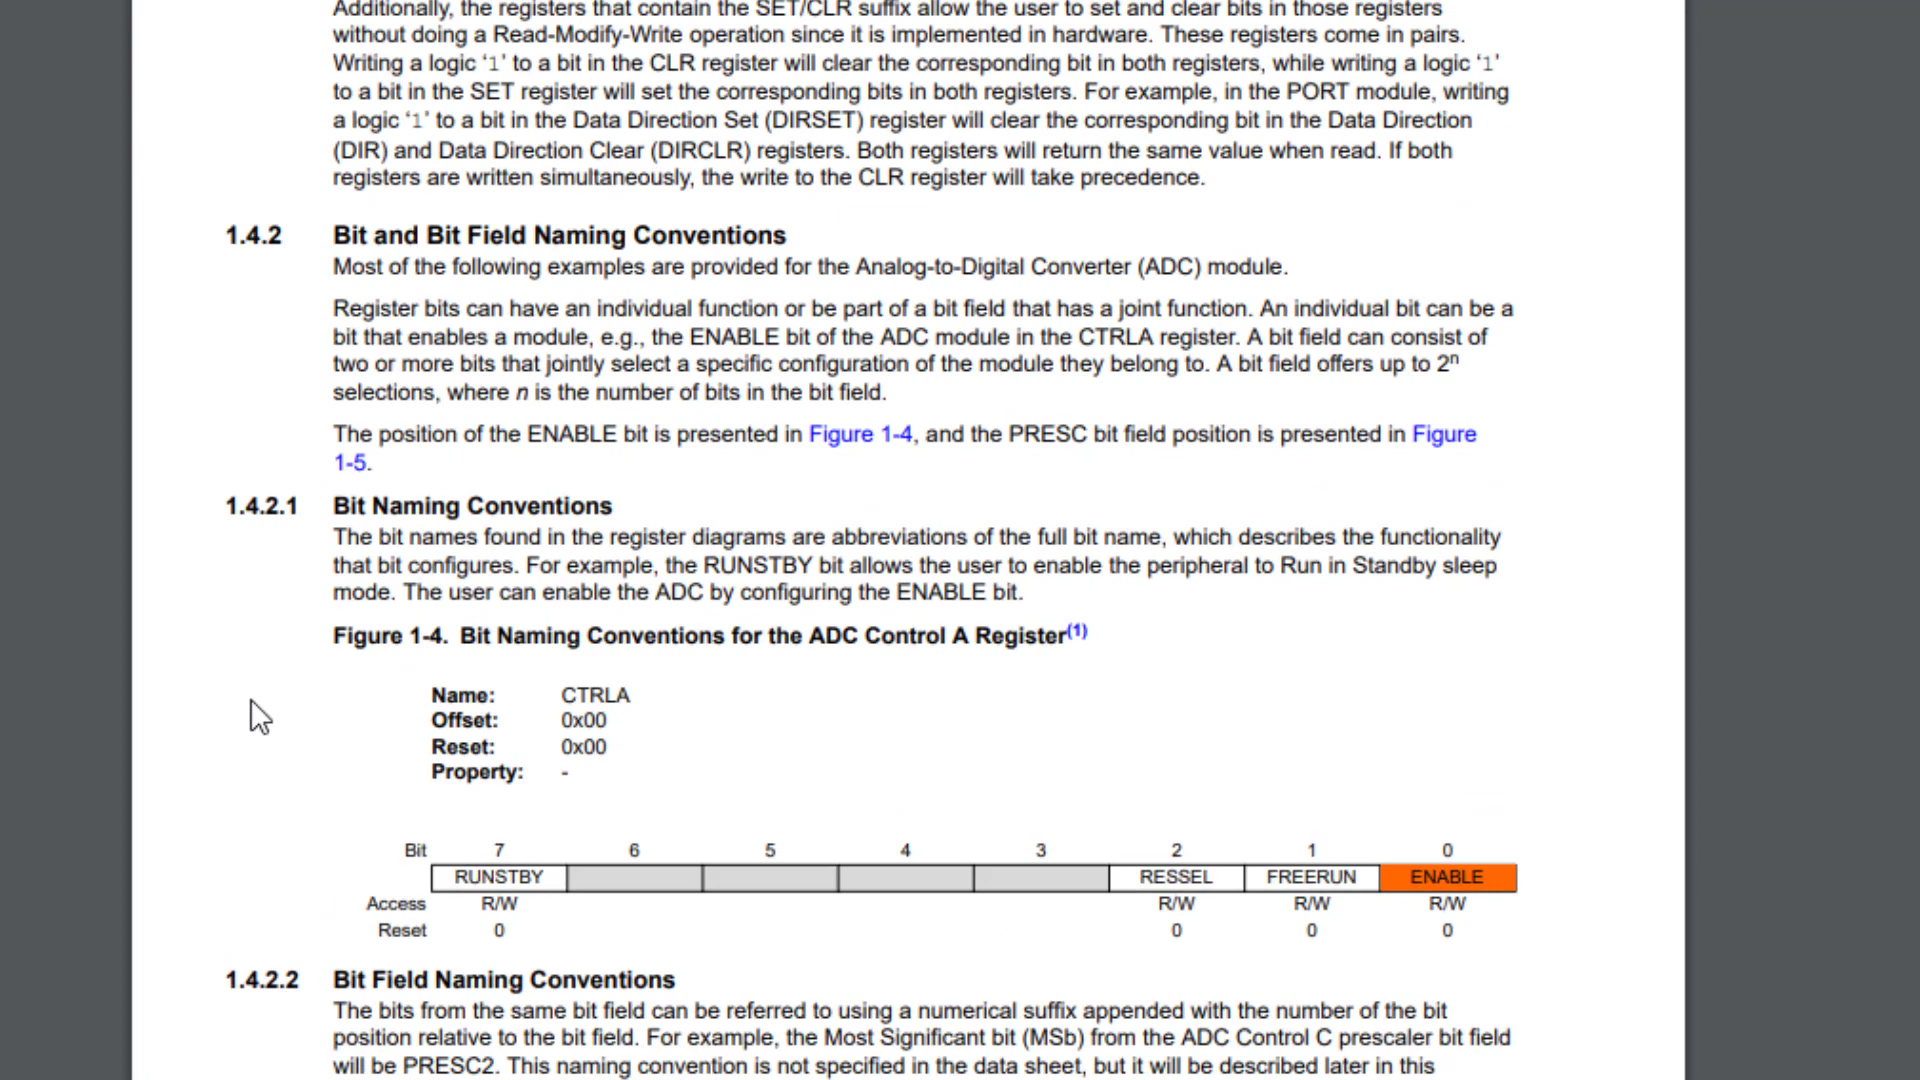 Additionally, the registers that contain the SET/CLR suffix allow the user to set and clear bits in those registers
without doing a Read-Modify-Write operation since it is implemented in hardware. These registers come in pairs.
Writing a logic ‘1’ to a bit in the CLR register will clear the corresponding bit in both registers, while writing a logic ‘1’
to a bit in the SET register will set the corresponding bits in both registers. For example, in the PORT module, writing
a logic ‘1’ to a bit in the Data Direction Set (DIRSET) register will clear the corresponding bit in the Data Direction
(DIR) and Data Direction Clear (DIRCLR) registers. Both registers will return the same value when read. If both
registers are written simultaneously, the write to the CLR register will take precedence.
1.4.2 Bit and Bit Field Naming Conventions
Most of the following examples are provided for the Analog-to-Digital Converter (ADC) module.
Register bits can have an individual function or be part of a bit field that has a joint function. An individual bit can be a
bit that enables a module, e.g., the ENABLE bit of the ADC module in the CTRLA register. A bit field can consist of
two or more bits that jointly select a specific configuration of the module they belong to. A bit field offers up to 2ⁿ
selections, where n is the number of bits in the bit field.
The position of the ENABLE bit is presented in Figure 1-4, and the PRESC bit field position is presented in Figure
1-5.
1.4.2.1 Bit Naming Conventions
The bit names found in the register diagrams are abbreviations of the full bit name, which describes the functionality
that bit configures. For example, the RUNSTBY bit allows the user to enable the peripheral to Run in Standby sleep
mode. The user can enable the ADC by configuring the ENABLE bit.
Figure 1-4. Bit Naming Conventions for the ADC Control A Register(1)
Name: CTRLA
Offset: 0x00
Reset: 0x00
Property: -
Bit 7 6 5 4 3 2 1 0
RUNSTBY RESSEL FREERUN ENABLE
Access R/W R/W R/W R/W
Reset 0 0 0 0
1.4.2.2 Bit Field Naming Conventions
The bits from the same bit field can be referred to using a numerical suffix appended with the number of the bit
position relative to the bit field. For example, the Most Significant bit (MSb) from the ADC Control C prescaler bit field
will be PRESC2. This naming convention is not specified in the data sheet, but it will be described later in this